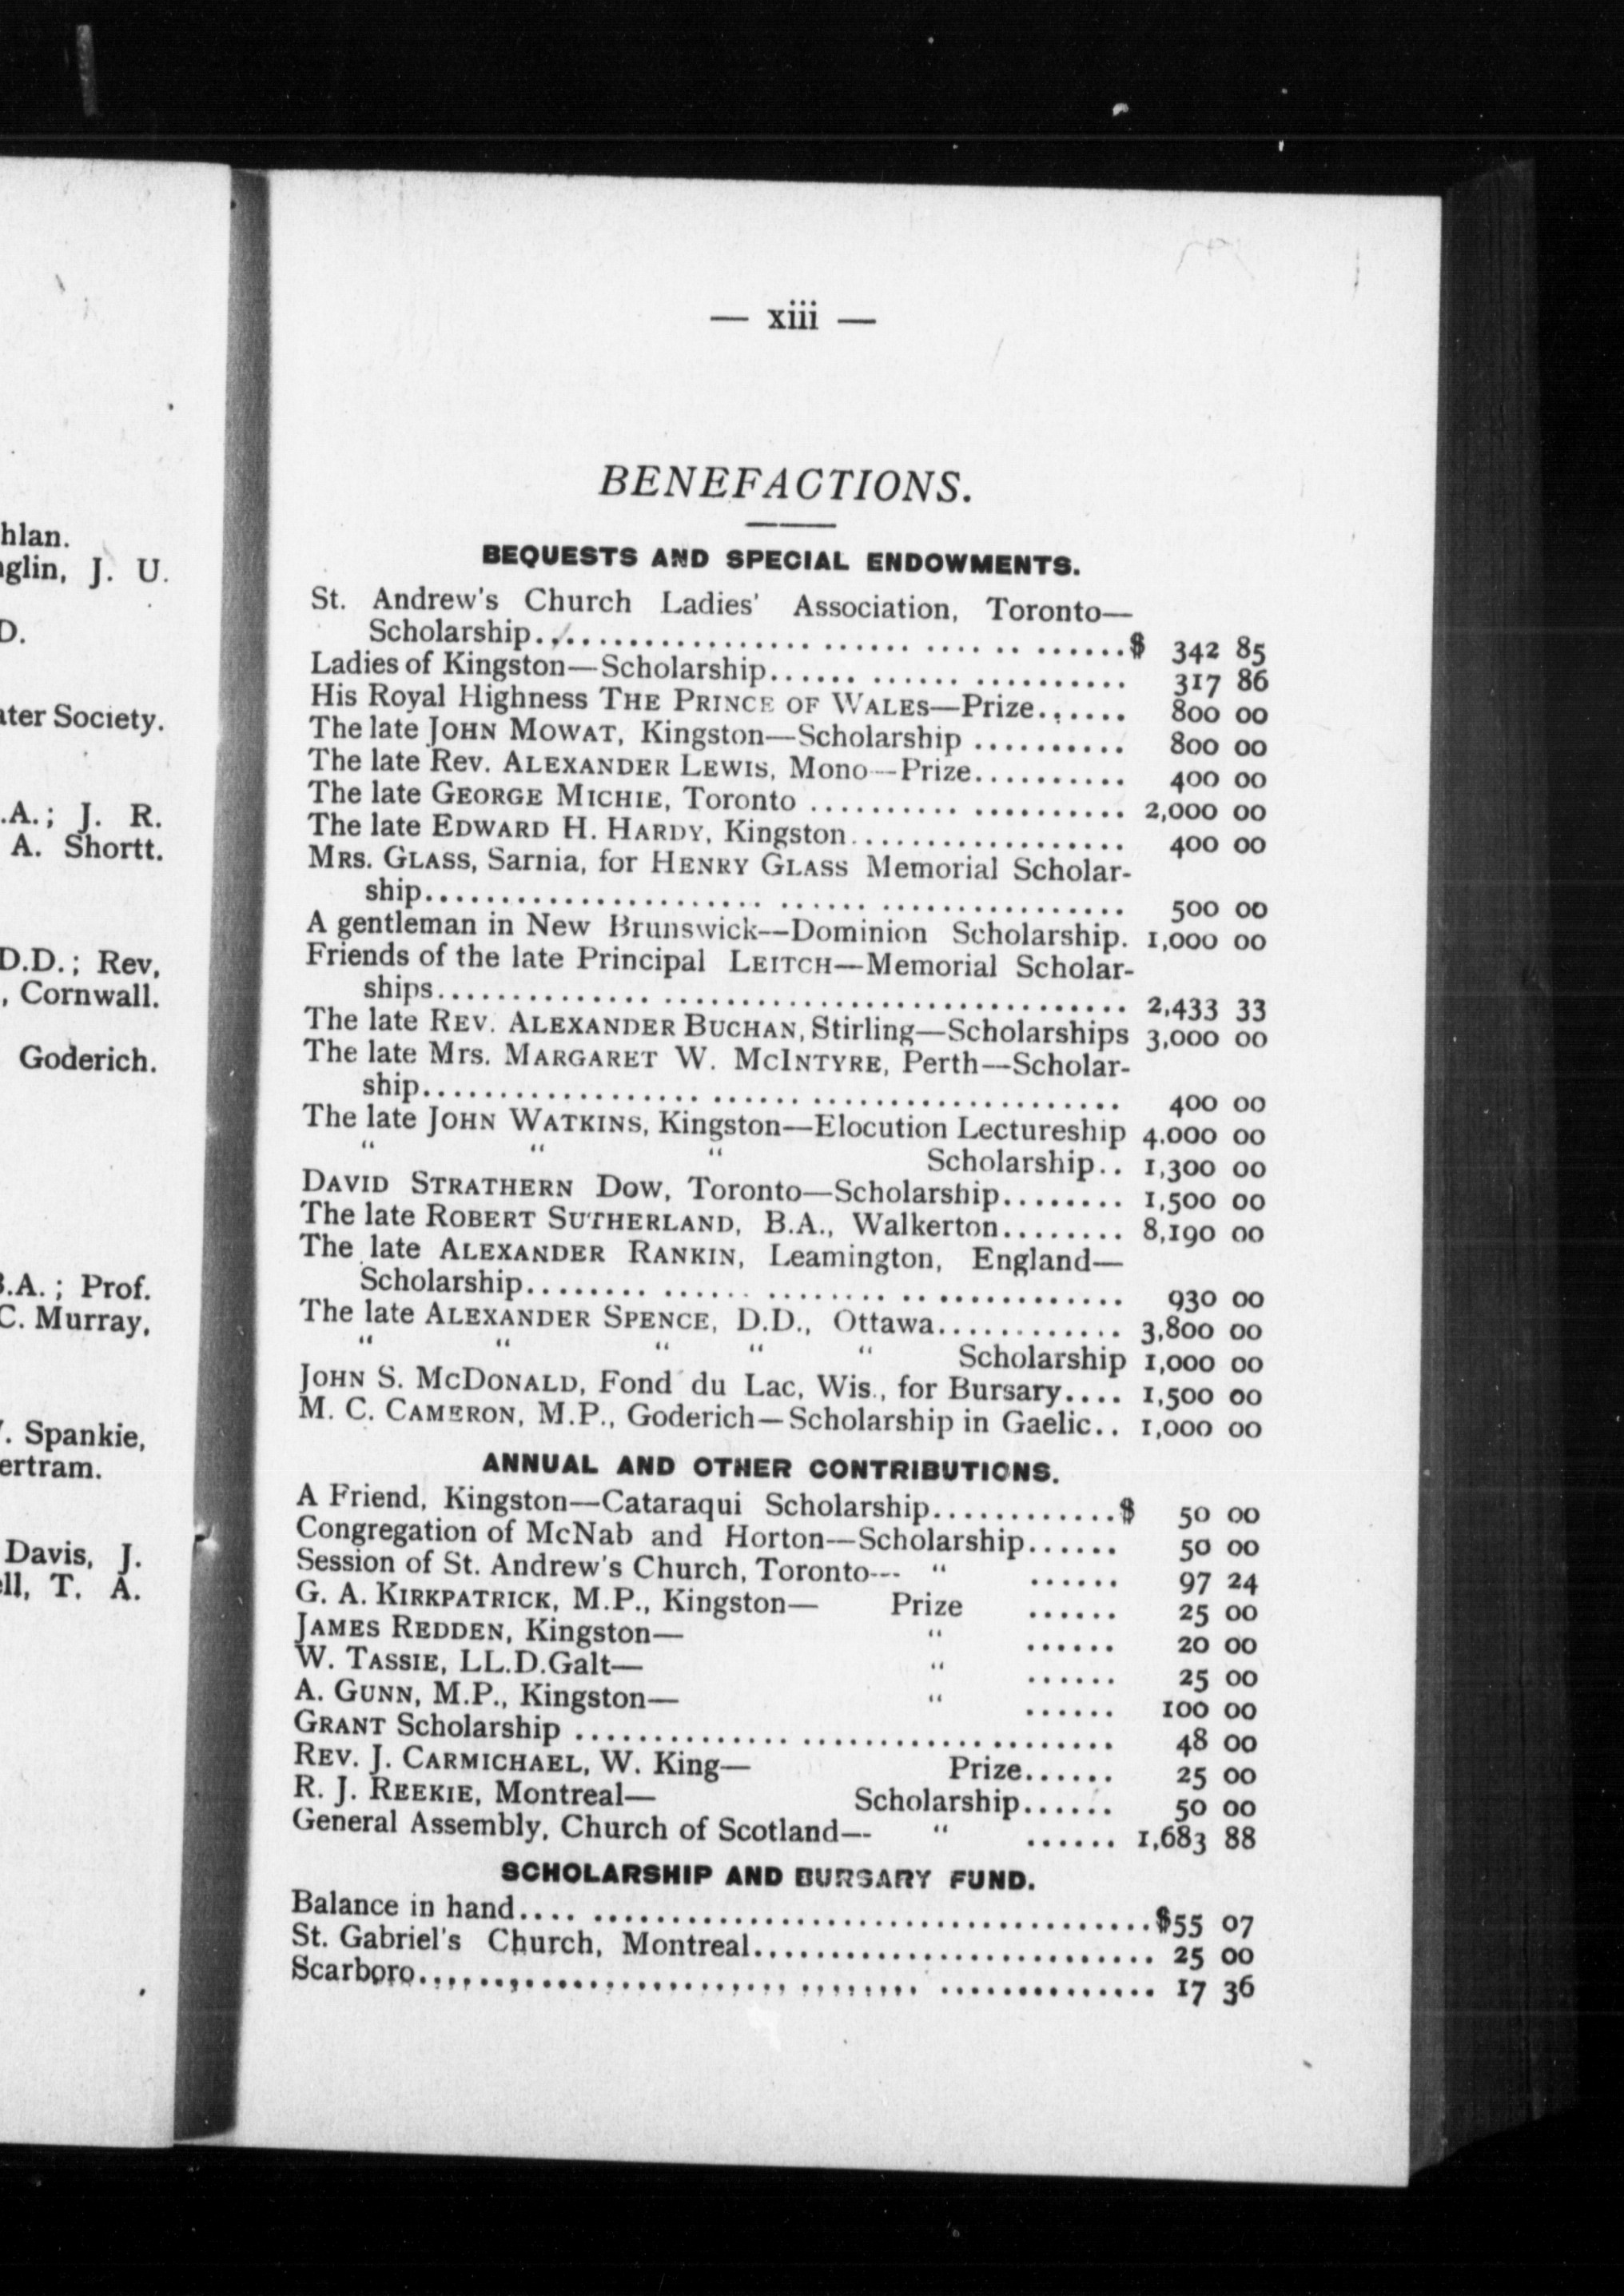 hlan.
glin, J. U.
D.
ter Society.
.A.; J. R.
A. Shortt.
D.D.; Rev,
, Cornwall.
Goderich.
B.A.; Prof.
C. Murray,
. Spankie,
ertram.
Davis, J.
ll, T. A.
— xiii —
BENEFACTIONS.
BEQUESTS AND SPECIAL ENDOWMENTS.
St. Andrew's Church Ladies' Association, Toronto—
Scholarship..........$ 342 85
Ladies of Kingston—Scholarship.......... 317 86
His Royal Highness THE PRINCE OF WALES—Prize...... 800 00
The late JOHN MOWAT, Kingston—Scholarship .......... 800 00
The late Rev. ALEXANDER LEWIS, Mono—Prize.......... 400 00
The late GEORGE MICHIE, Toronto .......... 2,000 00
The late EDWARD H. HARDY, Kingston.......... 400 00
MRS. GLASS, Sarnia, for HENRY GLASS Memorial Scholar-
ship.......... 500 00
A gentleman in New Brunswick—Dominion Scholarship. 1,000 00
Friends of the late Principal LEITCH—Memorial Scholar-
ships.......... 2,433 33
The late REV. ALEXANDER BUCHAN, Stirling—Scholarships 3,000 00
The late Mrs. MARGARET W. MCINTYRE, Perth—Scholar-
ship.......... 400 00
The late JOHN WATKINS, Kingston—Elocution Lectureship 4,000 00
" " " Scholarship.. 1,300 00
DAVID STRATHERN DOW, Toronto—Scholarship........ 1,500 00
The late ROBERT SUTHERLAND, B.A., Walkerton........ 8,190 00
The late ALEXANDER RANKIN, Leamington, England—
Scholarship.......... 930 00
The late ALEXANDER SPENCE, D.D., Ottawa.......... 3,800 00
" " " " " Scholarship 1,000 00
JOHN S. MCDONALD, Fond du Lac, Wis., for Bursary.... 1,500 00
M. C. CAMERON, M.P., Goderich—Scholarship in Gaelic.. 1,000 00
ANNUAL AND OTHER CONTRIBUTIONS.
A Friend, Kingston—Cataraqui Scholarship..........$ 50 00
Congregation of McNab and Horton—Scholarship...... 50 00
Session of St. Andrew's Church, Toronto— " ...... 97 24
G. A. KIRKPATRICK, M.P., Kingston— Prize ...... 25 00
JAMES REDDEN, Kingston— " ...... 20 00
W. TASSIE, LL.D.Galt— " ...... 25 00
A. GUNN, M.P., Kingston— " ...... 100 00
GRANT Scholarship .......... 48 00
REV. J. CARMICHAEL, W. King— Prize...... 25 00
R. J. REEKIE, Montreal— Scholarship...... 50 00
General Assembly, Church of Scotland— " ...... 1,683 88
SCHOLARSHIP AND BURSARY FUND.
Balance in hand..........$55 07
St. Gabriel's Church, Montreal.......... 25 00
Scarboro.......... 17 36